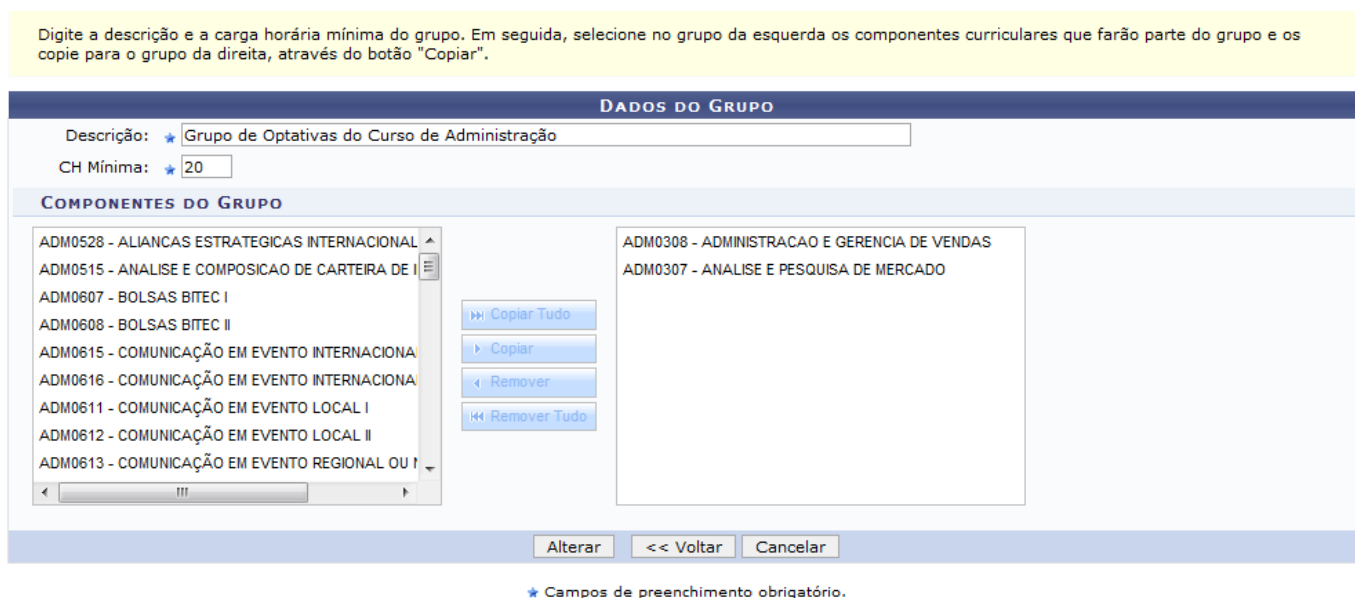 Digite a descrição e a carga horária mínima do grupo. Em seguida, selecione no grupo da esquerda os componentes curriculares que farão parte do grupo e os
copie para o grupo da direita, através do botão "Copiar".
DADOS DO GRUPO
Descrição: Grupo de Optativas do Curso de Administração
CH Mínima: 20
COMPONENTES DO GRUPO
ADM0528 - ALIANCAS ESTRATEGICAS INTERNACIONAL
ADM0515 - ANALISE E COMPOSICAO DE CARTEIRA DE I
ADM0607 - BOLSAS BITEC I
ADM0608 - BOLSAS BITEC II
ADM0615 - COMUNICAÇÃO EM EVENTO INTERNACIONA
ADM0616 - COMUNICAÇÃO EM EVENTO INTERNACIONA
ADM0611 - COMUNICAÇÃO EM EVENTO LOCAL I
ADM0612 - COMUNICAÇÃO EM EVENTO LOCAL II
ADM0613 - COMUNICAÇÃO EM EVENTO REGIONAL OU
Copiar Tudo
Copiar
Remover
Remover Tudo
ADM0308 - ADMINISTRACAO E GERENCIA DE VENDAS
ADM0307 - ANALISE E PESQUISA DE MERCADO
Alterar << Voltar Cancelar
Campos de preenchimento obrigatório.